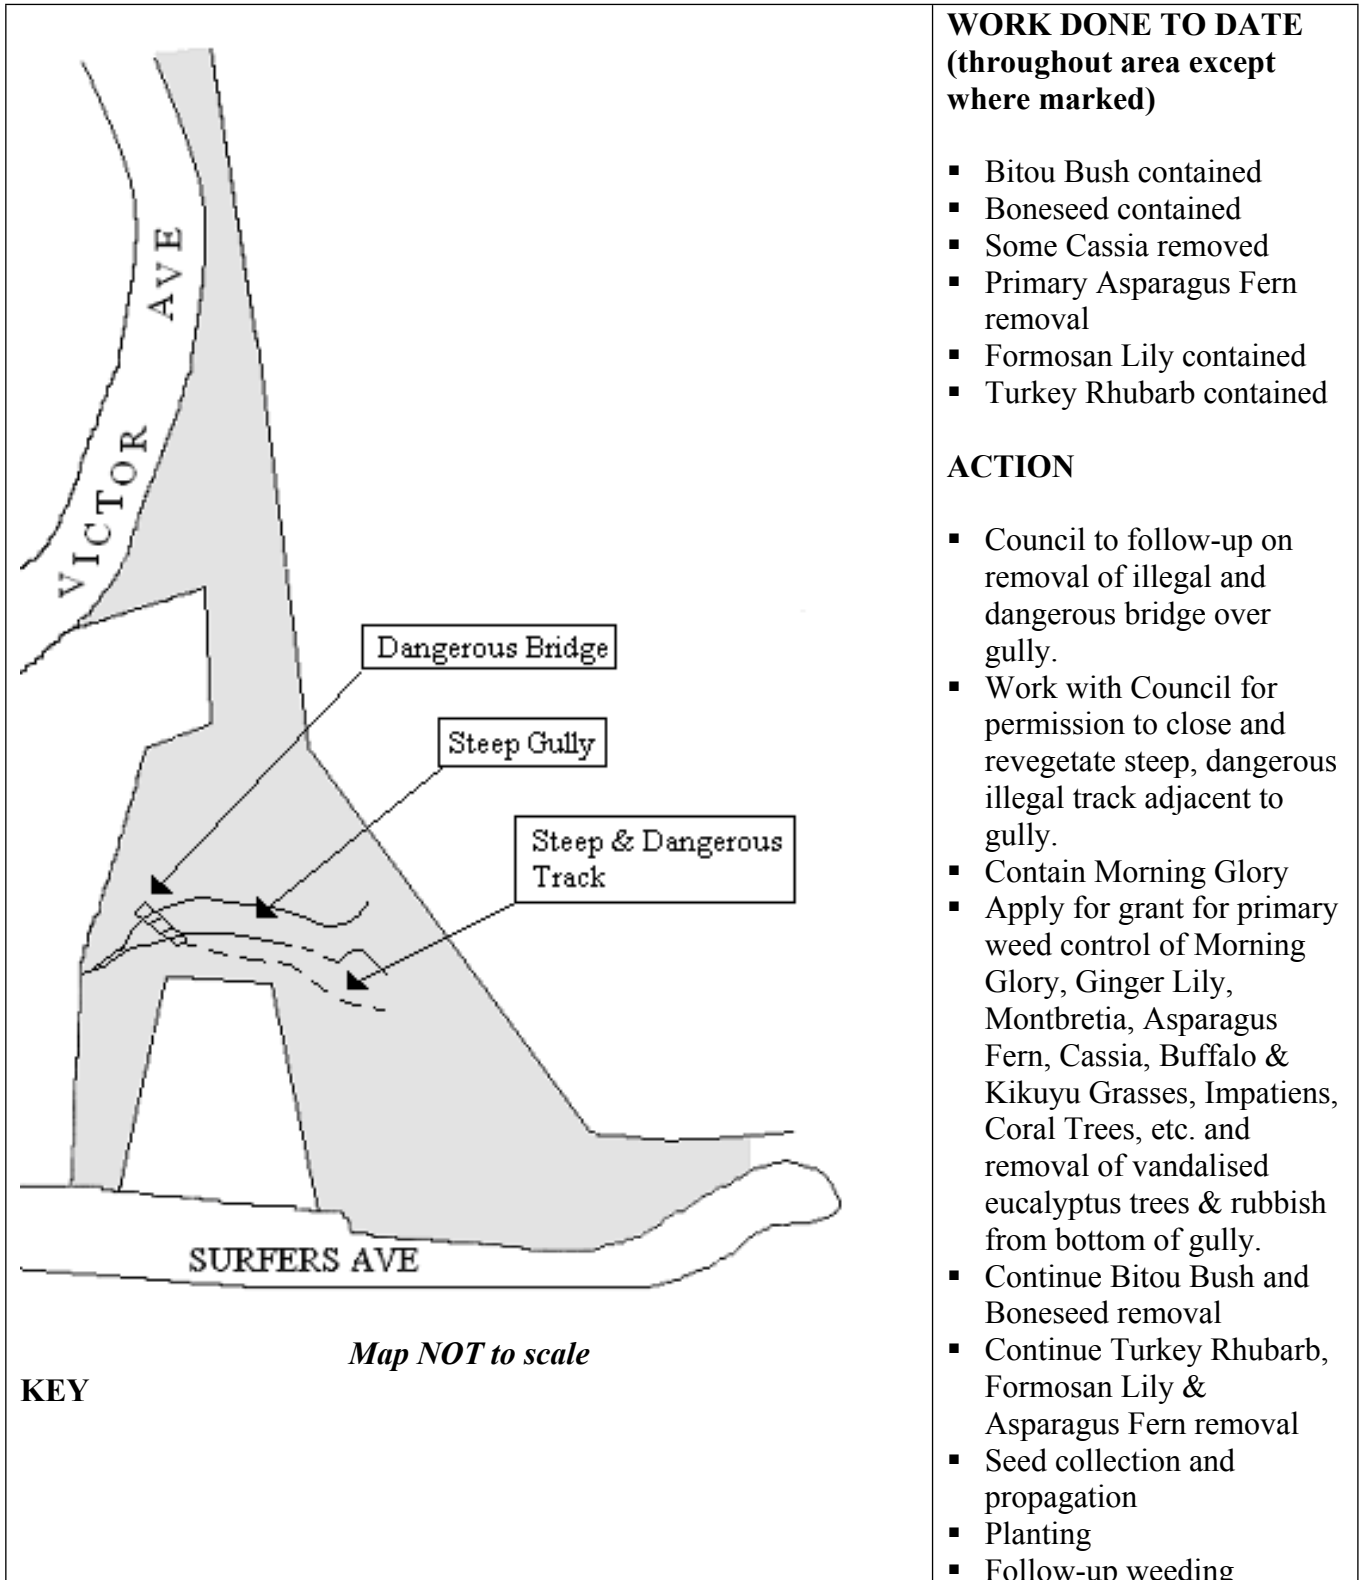 VICTOR AVE
Dangerous Bridge
Steep Gully
Steep & Dangerous
Track
SURFERS AVE
Map NOT to scale
KEY
WORK DONE TO DATE
(throughout area except
where marked)
▪ Bitou Bush contained
▪ Boneseed contained
▪ Some Cassia removed
▪ Primary Asparagus Fern
removal
▪ Formosan Lily contained
▪ Turkey Rhubarb contained
ACTION
▪ Council to follow-up on
removal of illegal and
dangerous bridge over
gully.
▪ Work with Council for
permission to close and
revegetate steep, dangerous
illegal track adjacent to
gully.
▪ Contain Morning Glory
▪ Apply for grant for primary
weed control of Morning
Glory, Ginger Lily,
Montbretia, Asparagus
Fern, Cassia, Buffalo &
Kikuyu Grasses, Impatiens,
Coral Trees, etc. and
removal of vandalised
eucalyptus trees & rubbish
from bottom of gully.
▪ Continue Bitou Bush and
Boneseed removal
▪ Continue Turkey Rhubarb,
Formosan Lily &
Asparagus Fern removal
▪ Seed collection and
propagation
▪ Planting
▪ Follow-up weeding